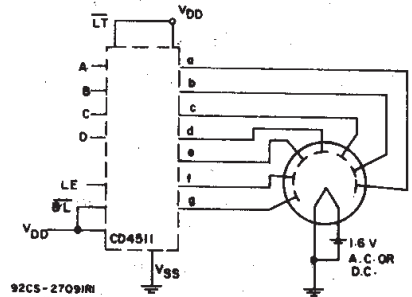 LT
VDD
A
B
C
D
LE
BL
VDD
CD4511
VSS
a
b
c
d
e
f
g
1.6 V
A.C. OR
D.C.
92CS-27091R1